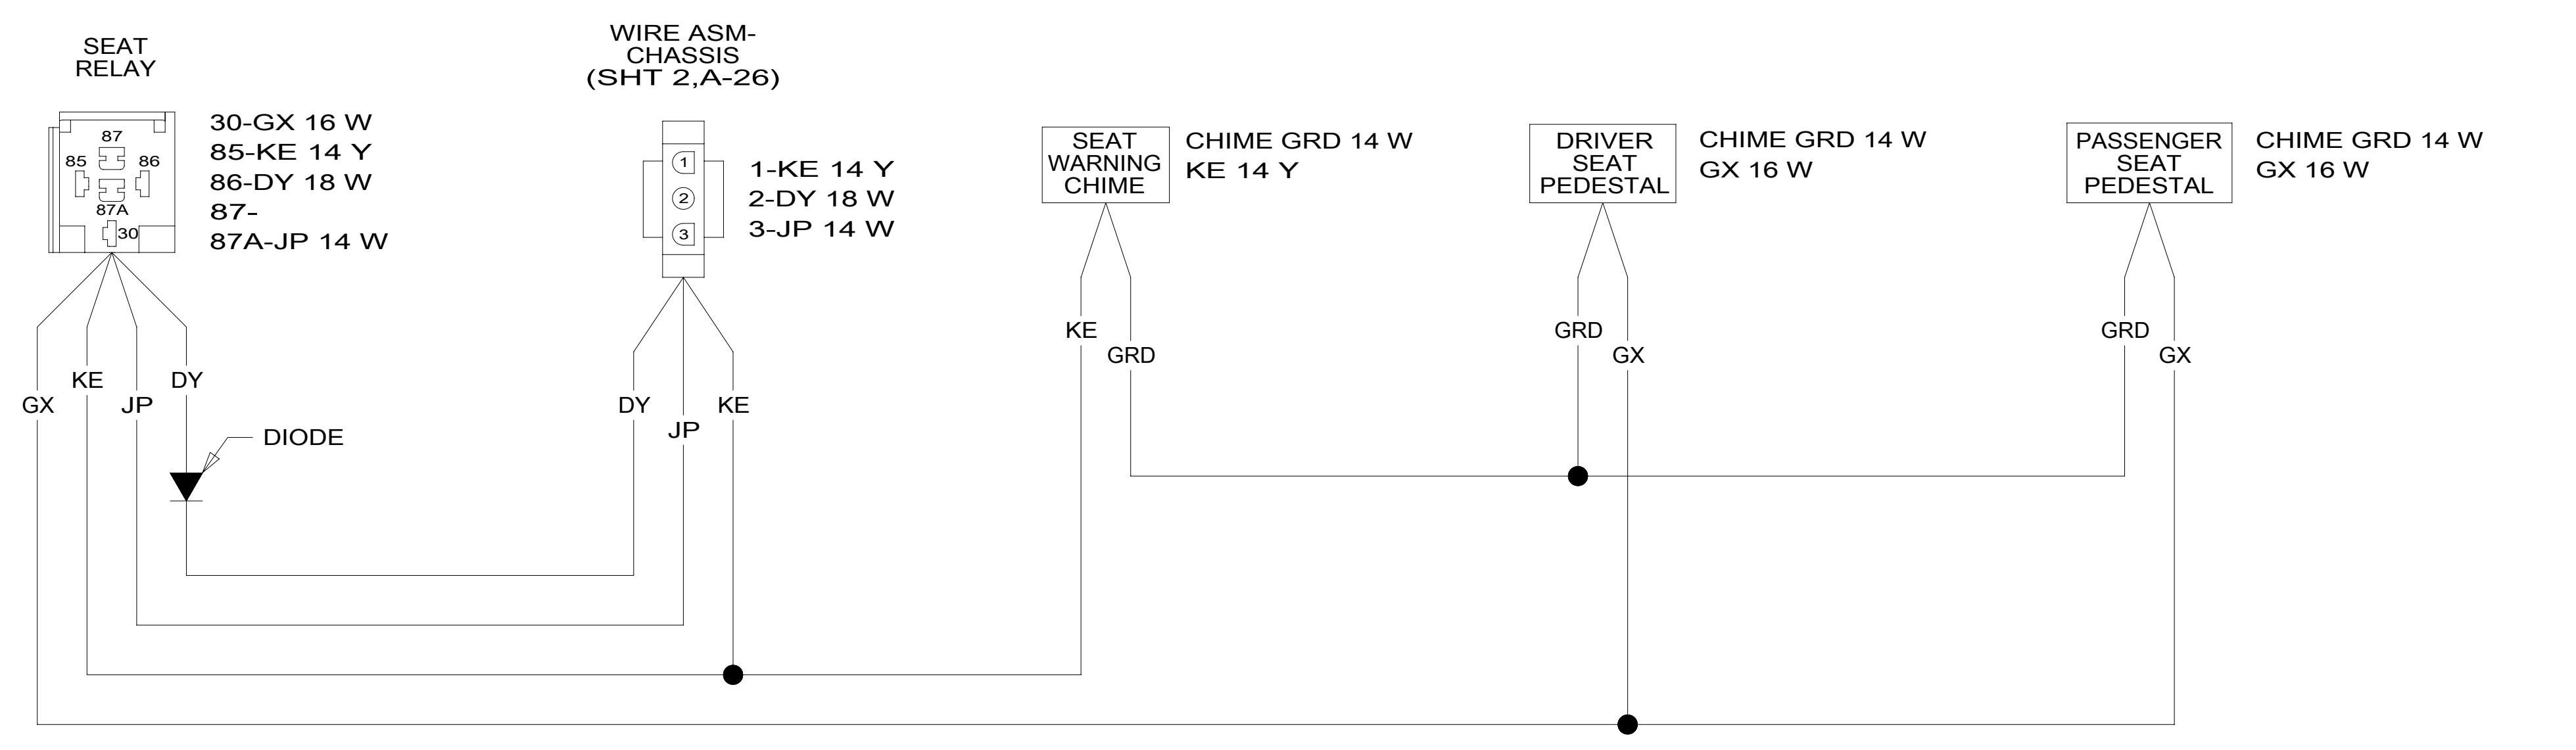 SEAT
RELAY
87
85
86
87A
30
30-GX 16 W
85-KE 14 Y
86-DY 18 W
87-
87A-JP 14 W
GX
KE
JP
DY
DIODE
WIRE ASM-
CHASSIS
(SHT 2,A-26)
1
2
3
1-KE 14 Y
2-DY 18 W
3-JP 14 W
DY
JP
KE
SEAT
WARNING
CHIME
CHIME GRD 14 W
KE 14 Y
KE
GRD
DRIVER
SEAT
PEDESTAL
CHIME GRD 14 W
GX 16 W
GRD
GX
PASSENGER
SEAT
PEDESTAL
CHIME GRD 14 W
GX 16 W
GRD
GX